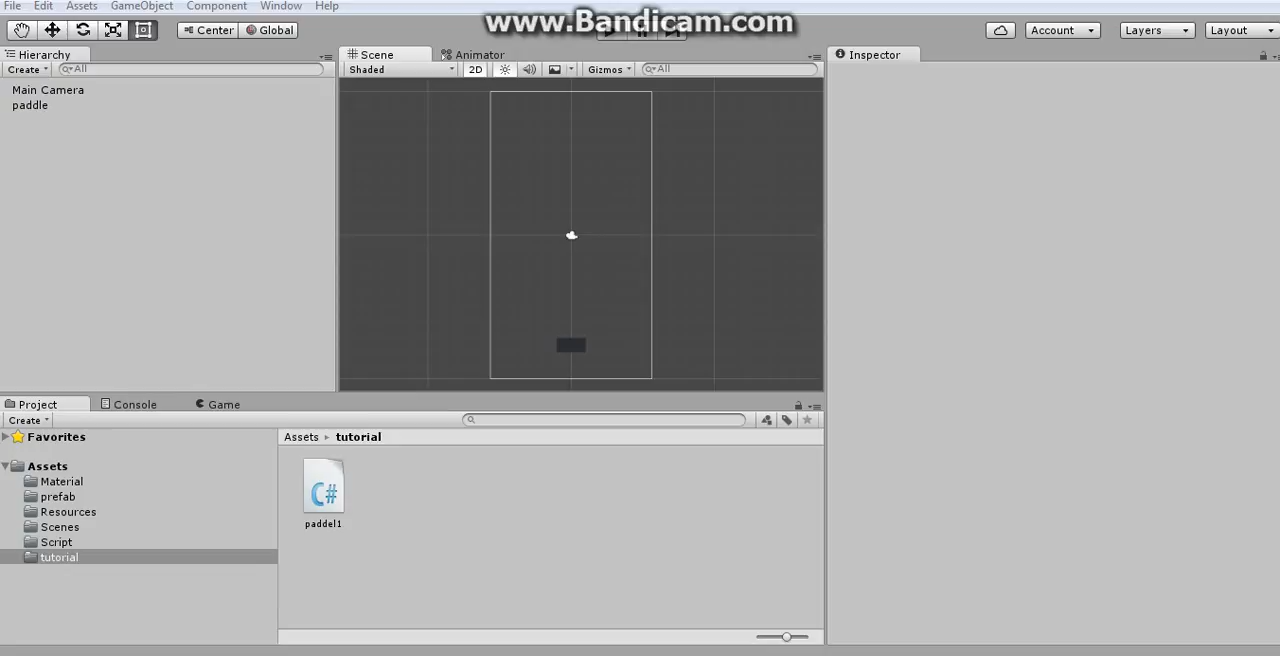 www.Bandicam.com
File Edit Assets GameObject Component Window Help
Center Global Account Layers Layout
Hierarchy
Create All
Main Camera
paddle
Scene Animator
Shaded 2D Gizmos All
Inspector
Project Console Game
Create
Favorites
Assets
Material
prefab
Resources
Scenes
Script
tutorial
Assets tutorial
C#
paddel1